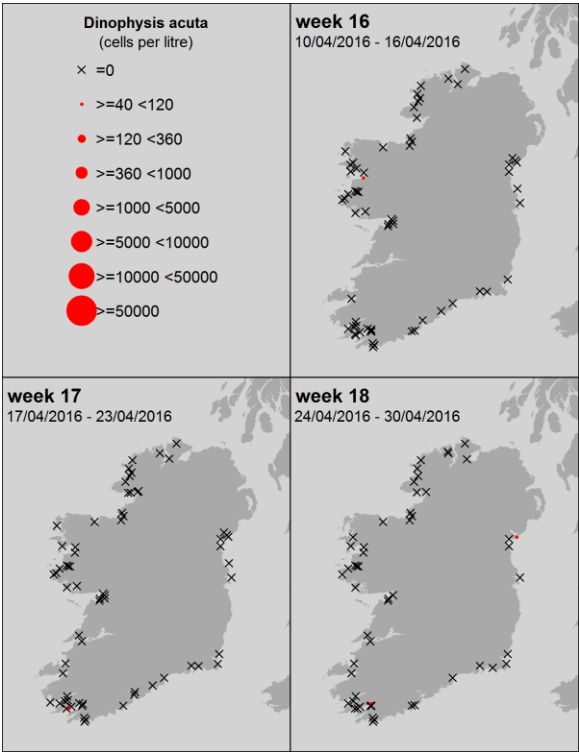 Dinophysis acuta
(cells per litre)
=0
>=40 <120
>=120 <360
>=360 <1000
>=1000 <5000
>=5000 <10000
>=10000 <50000
>=50000
week 16
10/04/2016 - 16/04/2016
week 17
17/04/2016 - 23/04/2016
week 18
24/04/2016 - 30/04/2016